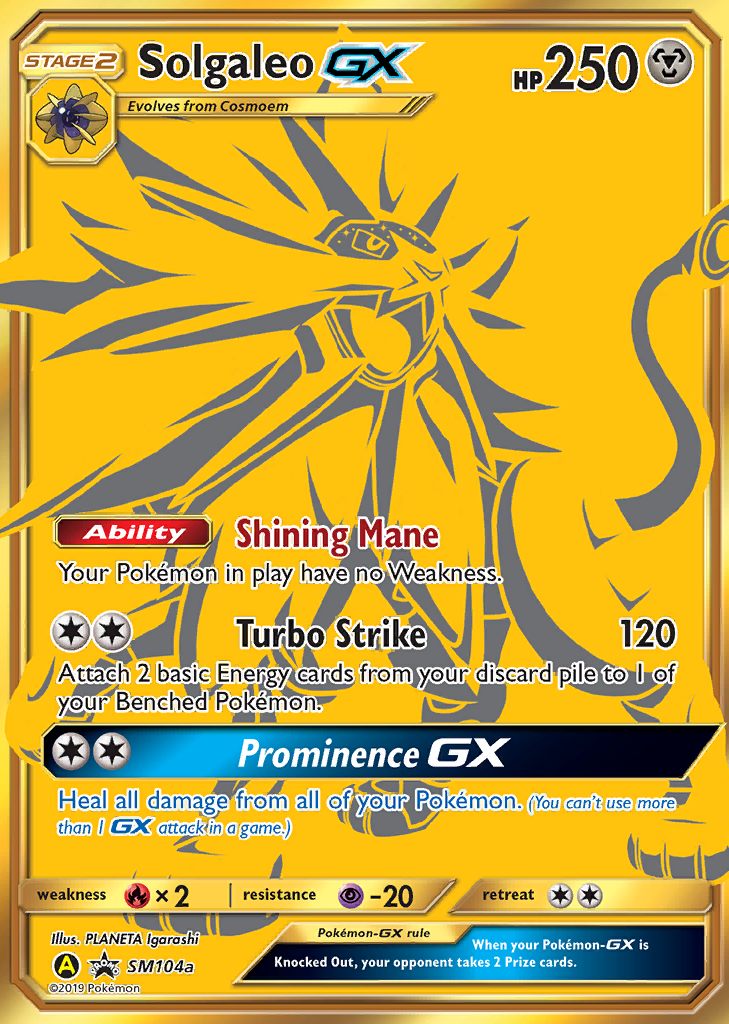 STAGE 2 Solgaleo GX HP 250
Evolves from Cosmoem
Ability Shining Mane
Your Pokémon in play have no Weakness.
Turbo Strike 120
Attach 2 basic Energy cards from your discard pile to 1 of
your Benched Pokémon.
Prominence GX
Heal all damage from all of your Pokémon. (You can't use more
than 1 GX attack in a game.)
weakness ×2 resistance -20 retreat
Illus. PLANETA Igarashi
Pokémon-GX rule
When your Pokémon-GX is
Knocked Out, your opponent takes 2 Prize cards.
A SM104a
©2019 Pokémon